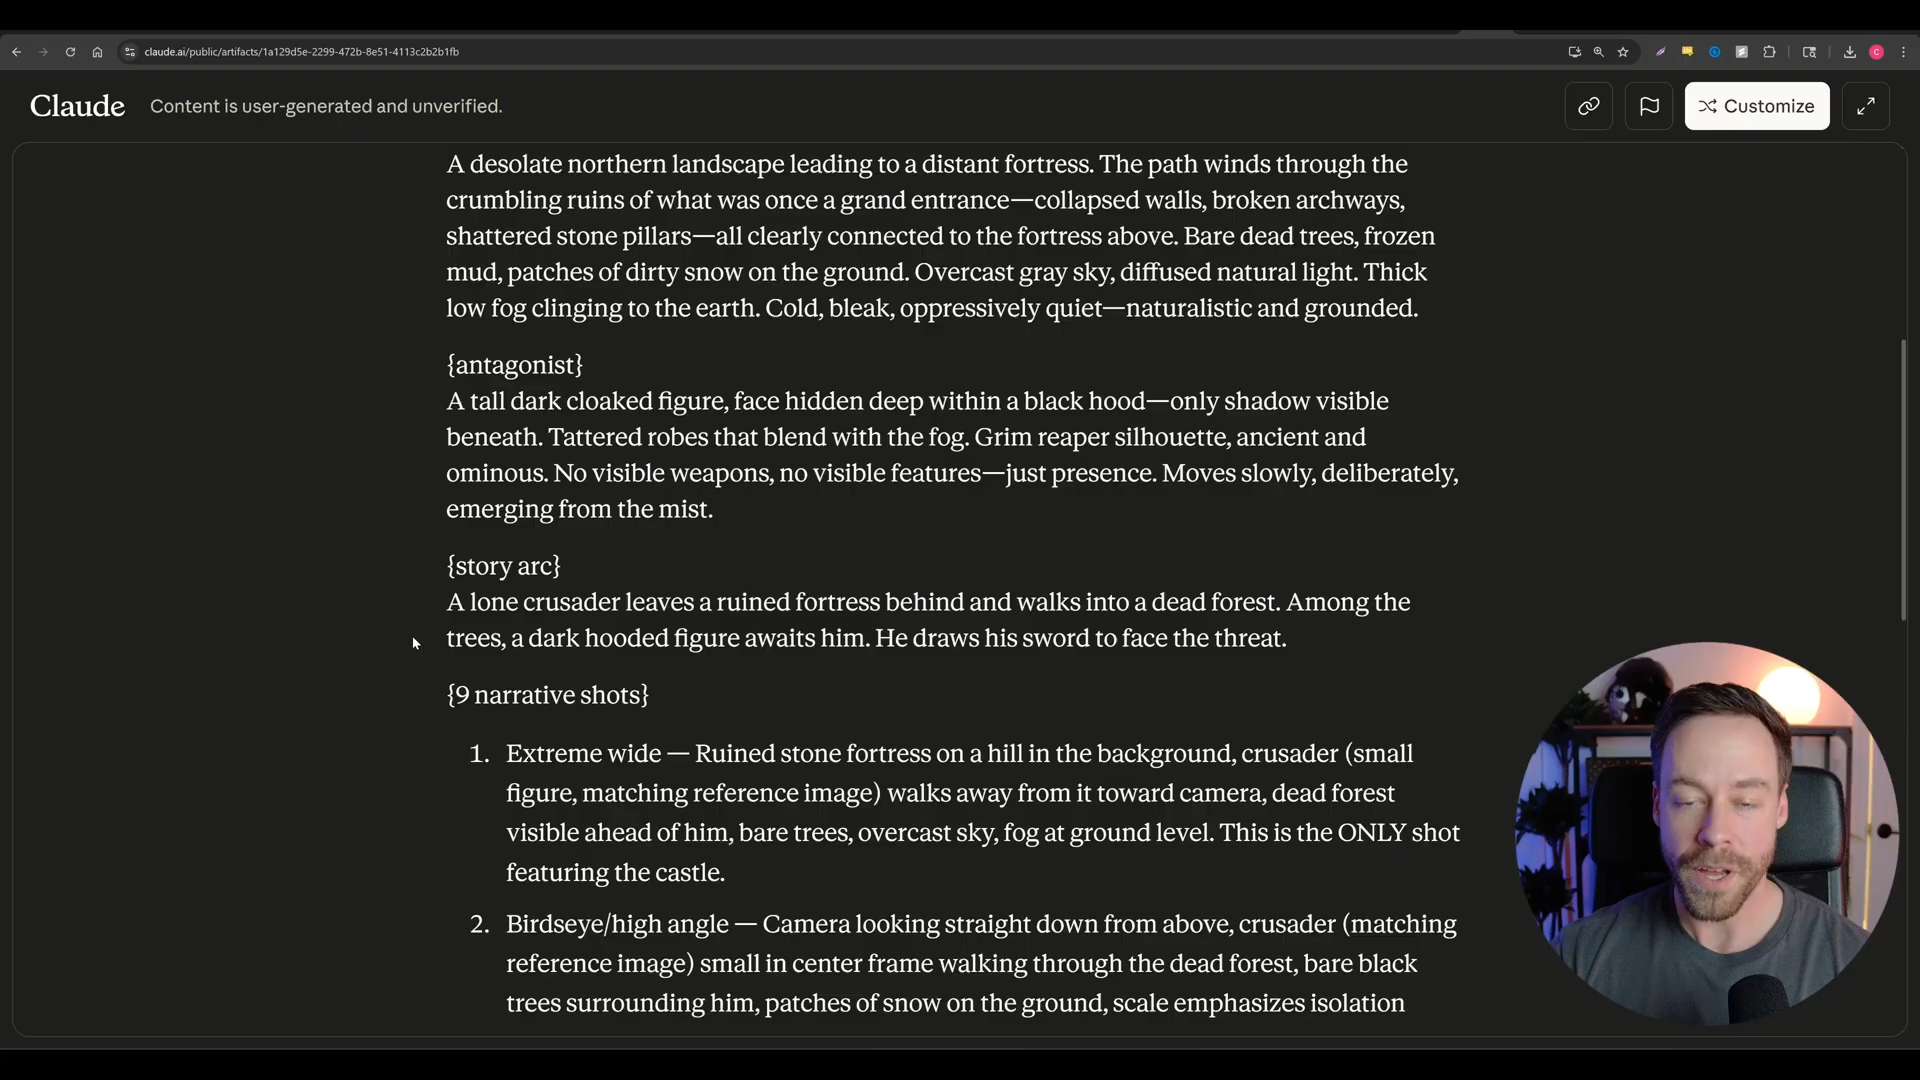 claude.ai/public/artifacts/1a129d5e-2299-472b-8e51-4113c2b2b1fb
C
Claude
Content is user-generated and unverified.
Customize
A desolate northern landscape leading to a distant fortress. The path winds through the
crumbling ruins of what was once a grand entrance—collapsed walls, broken archways,
shattered stone pillars—all clearly connected to the fortress above. Bare dead trees, frozen
mud, patches of dirty snow on the ground. Overcast gray sky, diffused natural light. Thick
low fog clinging to the earth. Cold, bleak, oppressively quiet—naturalistic and grounded.
{antagonist}
A tall dark cloaked figure, face hidden deep within a black hood—only shadow visible
beneath. Tattered robes that blend with the fog. Grim reaper silhouette, ancient and
ominous. No visible weapons, no visible features—just presence. Moves slowly, deliberately,
emerging from the mist.
{story arc}
A lone crusader leaves a ruined fortress behind and walks into a dead forest. Among the
trees, a dark hooded figure awaits him. He draws his sword to face the threat.
{9 narrative shots}
1. Extreme wide — Ruined stone fortress on a hill in the background, crusader (small
figure, matching reference image) walks away from it toward camera, dead forest
visible ahead of him, bare trees, overcast sky, fog at ground level. This is the ONLY shot
featuring the castle.
2. Birdseye/high angle — Camera looking straight down from above, crusader (matching
reference image) small in center frame walking through the dead forest, bare black
trees surrounding him, patches of snow on the ground, scale emphasizes isolation